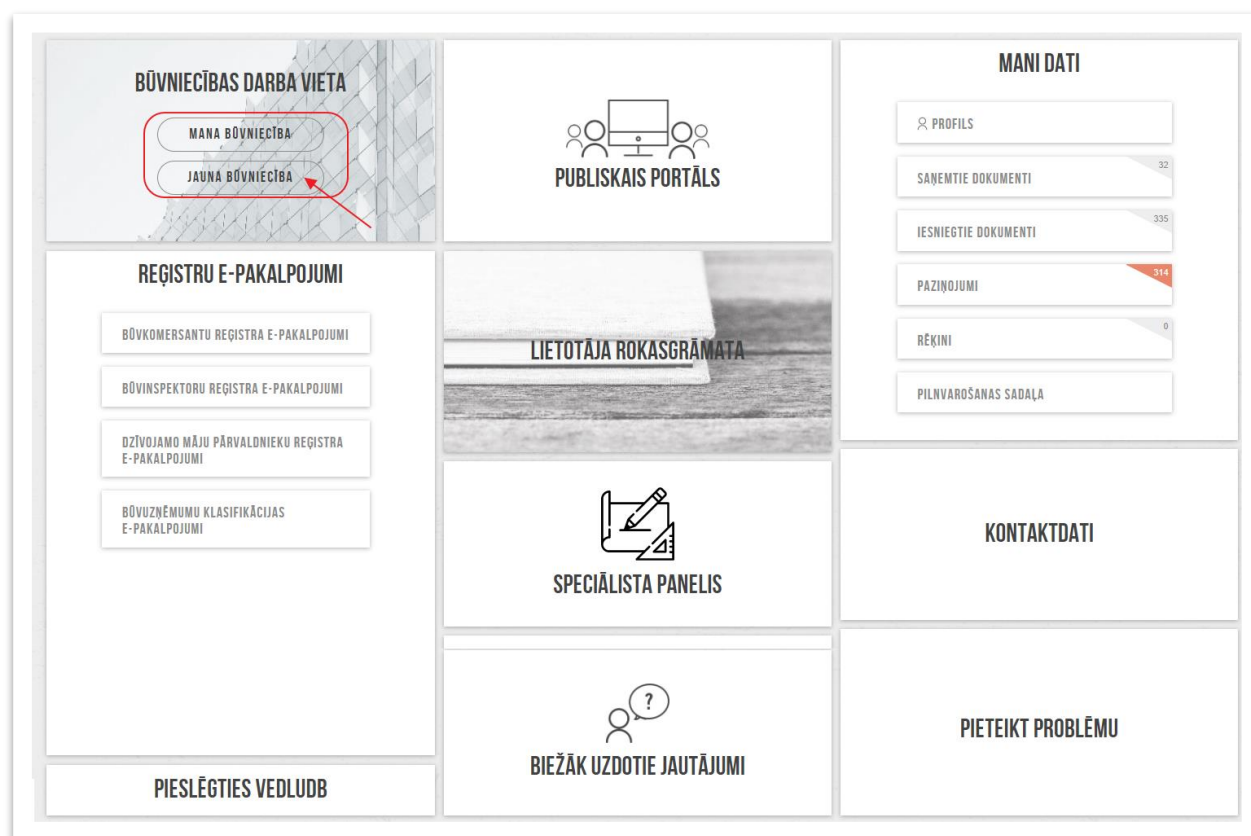 BŪVNIECĪBAS DARBA VIETA
MANA BŪVNIECĪBA
JAUNA BŪVNIECĪBA
REĢISTRU E-PAKALPOJUMI
BŪVKOMERSANTU REĢISTRA E-PAKALPOJUMI
BŪVINSPEKTORU REĢISTRA E-PAKALPOJUMI
DZĪVOJAMO MĀJU PĀRVALDNIEKU REĢISTRA
E-PAKALPOJUMI
BŪVUZŅĒMUMU KLASIFIKĀCIJAS
E-PAKALPOJUMI
PIESLĒGTIES VEDLUDB
PUBLISKAIS PORTĀLS
LIETOTĀJA ROKASGRĀMATA
SPECIĀLISTA PANELIS
?
BIEŽĀK UZDOTIE JAUTĀJUMI
MANI DATI
PROFILS
32
SAŅEMTIE DOKUMENTI
335
IESNIEGTIE DOKUMENTI
314
PAZIŅOJUMI
0
RĒĶINI
PILNVAROŠANAS SADAĻA
KONTAKTDATI
PIETEIKT PROBLĒMU